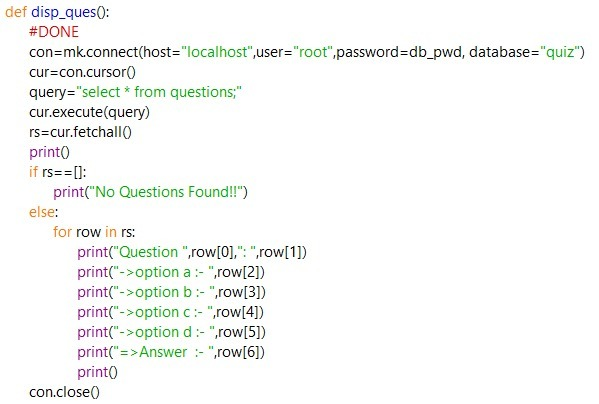 def disp_ques():
    #DONE
    con=mk.connect(host="localhost",user="root",password=db_pwd, database="quiz")
    cur=con.cursor()
    query="select * from questions;"
    cur.execute(query)
    rs=cur.fetchall()
    print()
    if rs==[]:
        print("No Questions Found!!")
    else:
        for row in rs:
            print("Question ",row[0],": ",row[1])
            print("->option a :- ",row[2])
            print("->option b :- ",row[3])
            print("->option c :- ",row[4])
            print("->option d :- ",row[5])
            print("=>Answer  :- ",row[6])
            print()
    con.close()